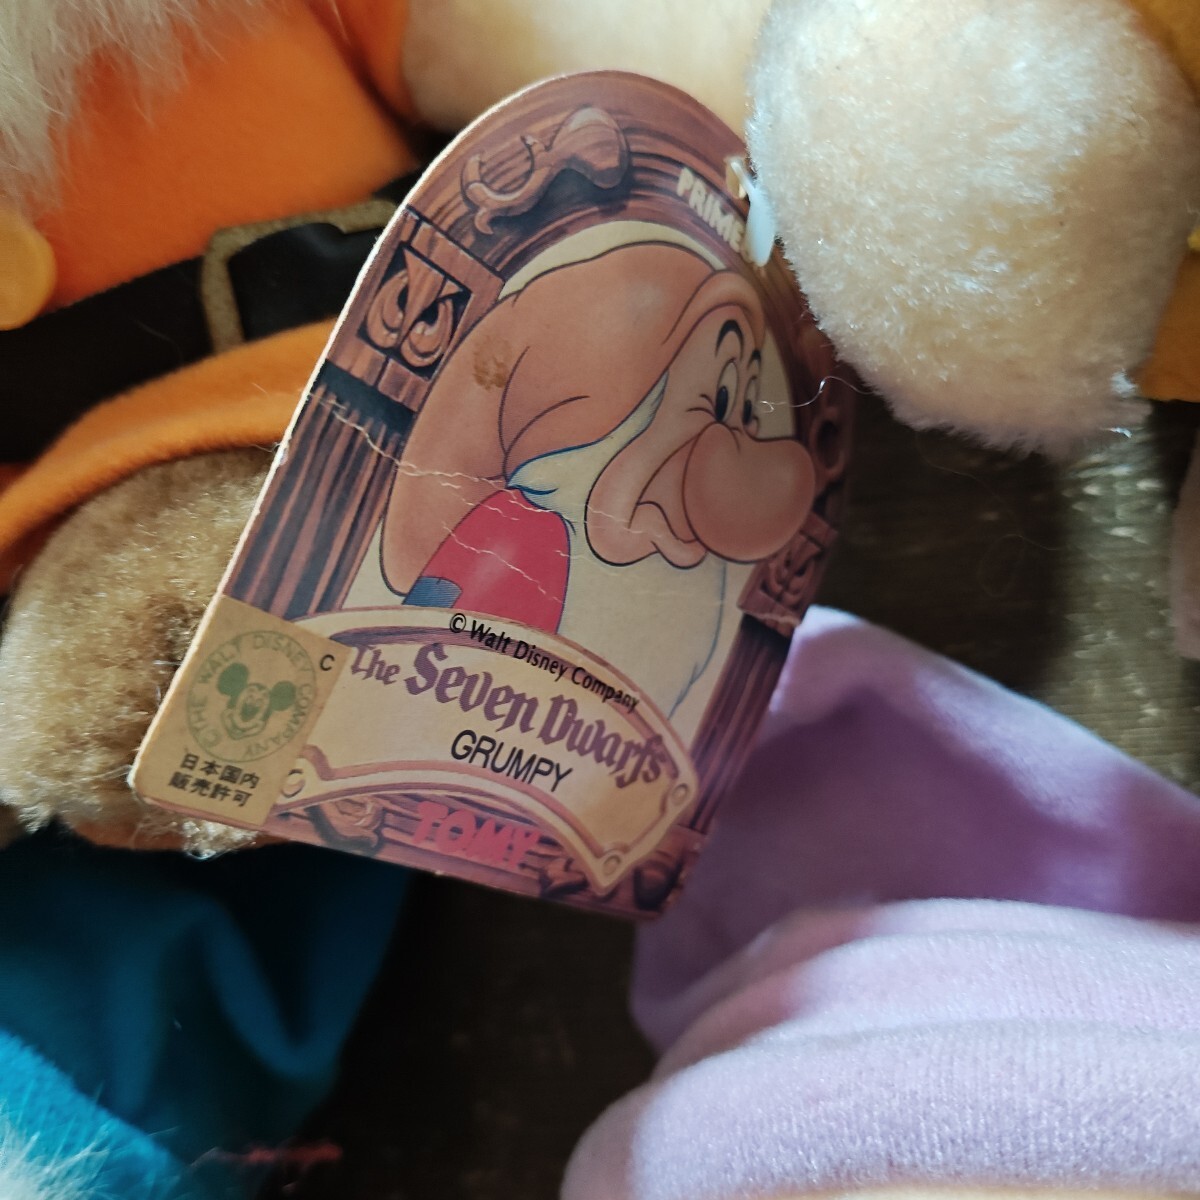 PRIME
© Walt Disney Company
The Seven Dwarfs
GRUMPY
TOMY
C
© THE WALT DISNEY COMPANY
日本国内
販売許可